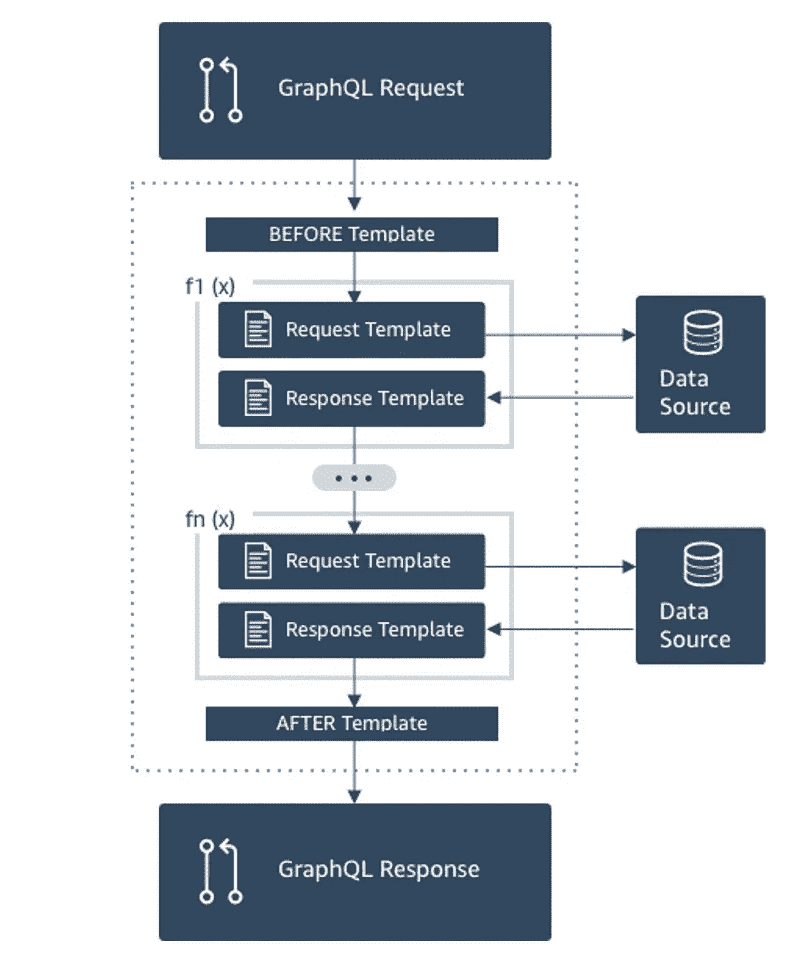 GraphQL Request
BEFORE Template
f1 (x)
Request Template
Response Template
Data
Source
fn (x)
Request Template
Response Template
Data
Source
AFTER Template
GraphQL Response